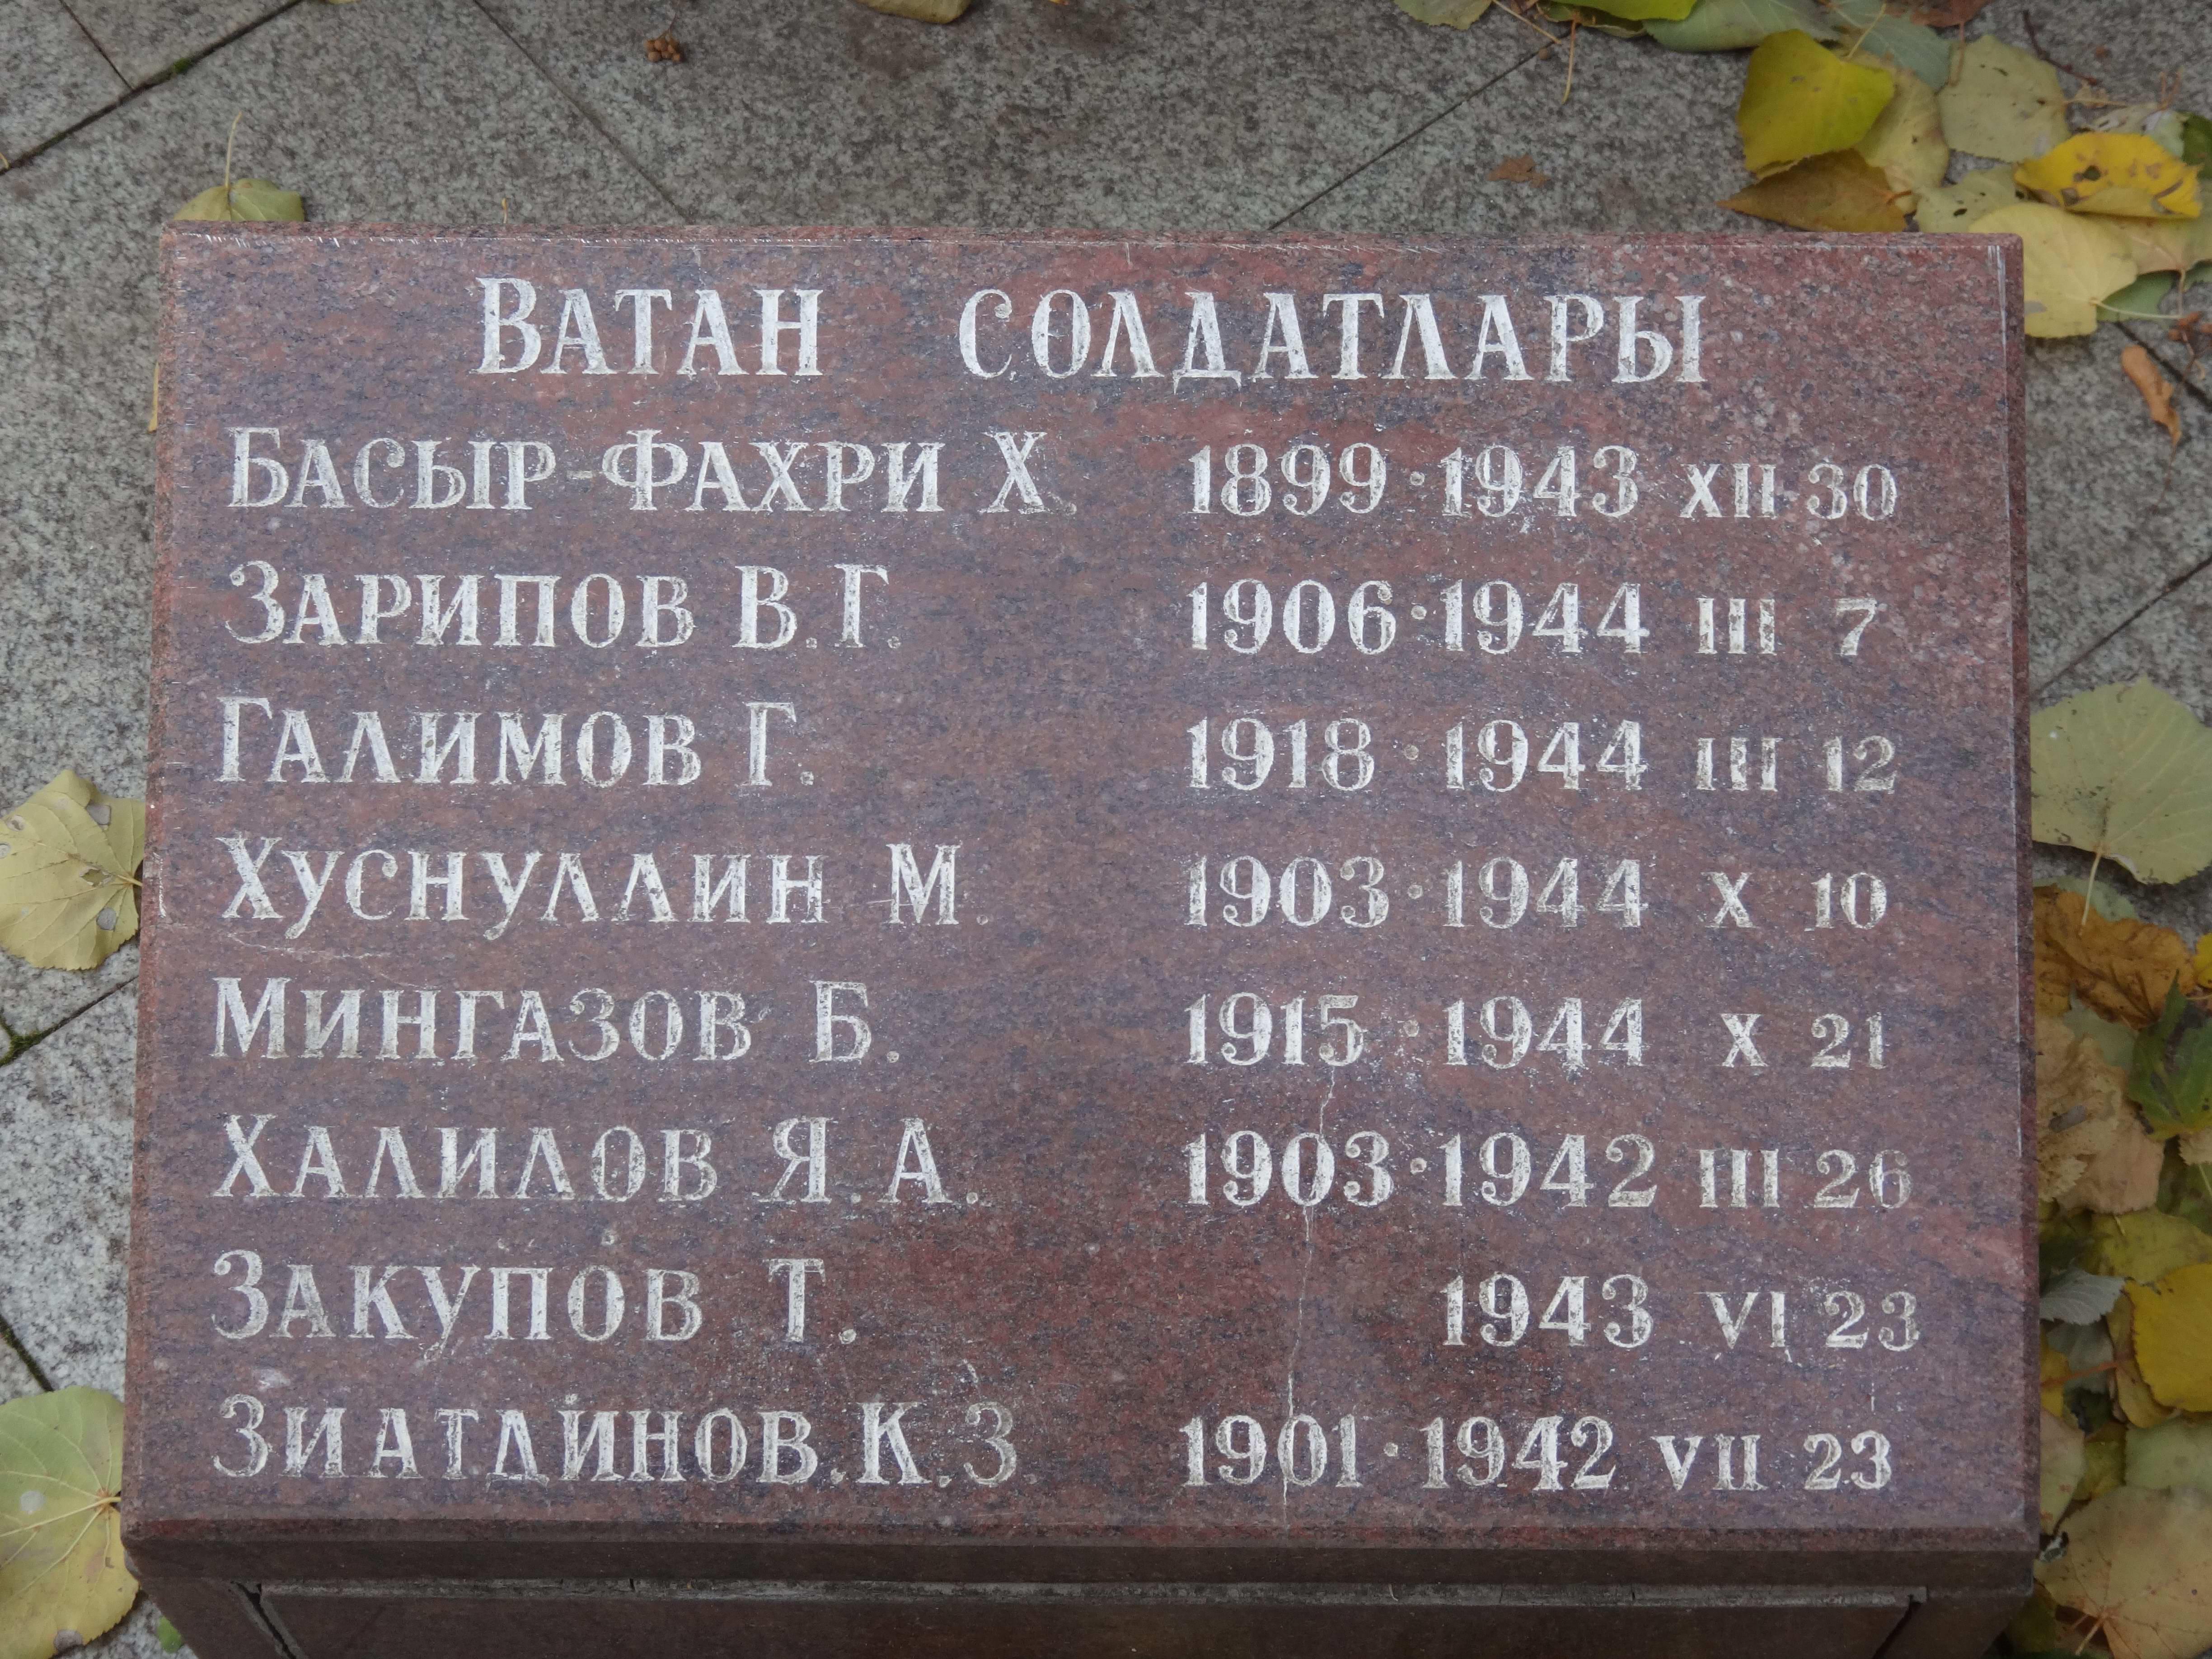 Ватан солдатлары
Басыр-Фахри Х. 1899·1943 XII 30
Зарипов В.Г. 1906·1944 III 7
Галимов Г. 1918·1944 III 12
Хуснуллин М. 1903·1944 X 10
Мингазов Б. 1915·1944 X 21
Халилов Я.А. 1903·1942 III 26
Закупов Т. 1943 VI 23
Зиатдинов.К.З. 1901·1942 VII 23